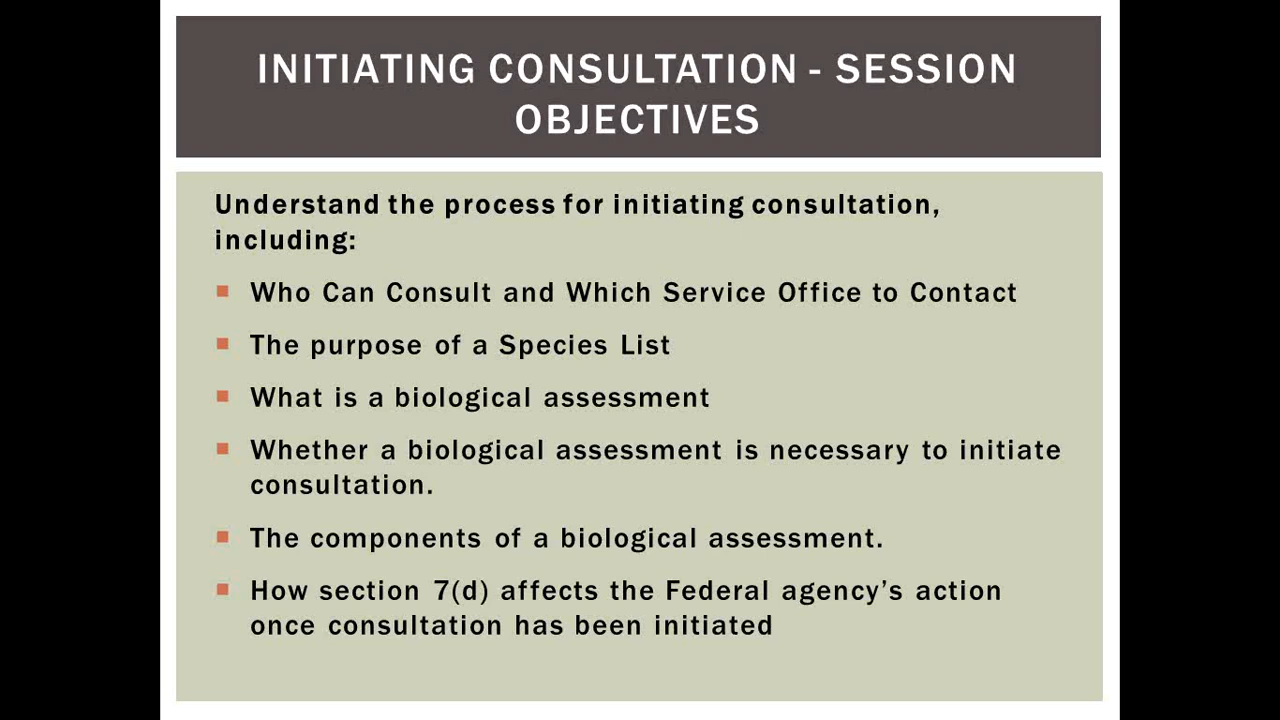 INITIATING CONSULTATION - SESSION
OBJECTIVES
Understand the process for initiating consultation,
including:
Who Can Consult and Which Service Office to Contact
The purpose of a Species List
What is a biological assessment
Whether a biological assessment is necessary to initiate
consultation.
The components of a biological assessment.
How section 7(d) affects the Federal agency’s action
once consultation has been initiated